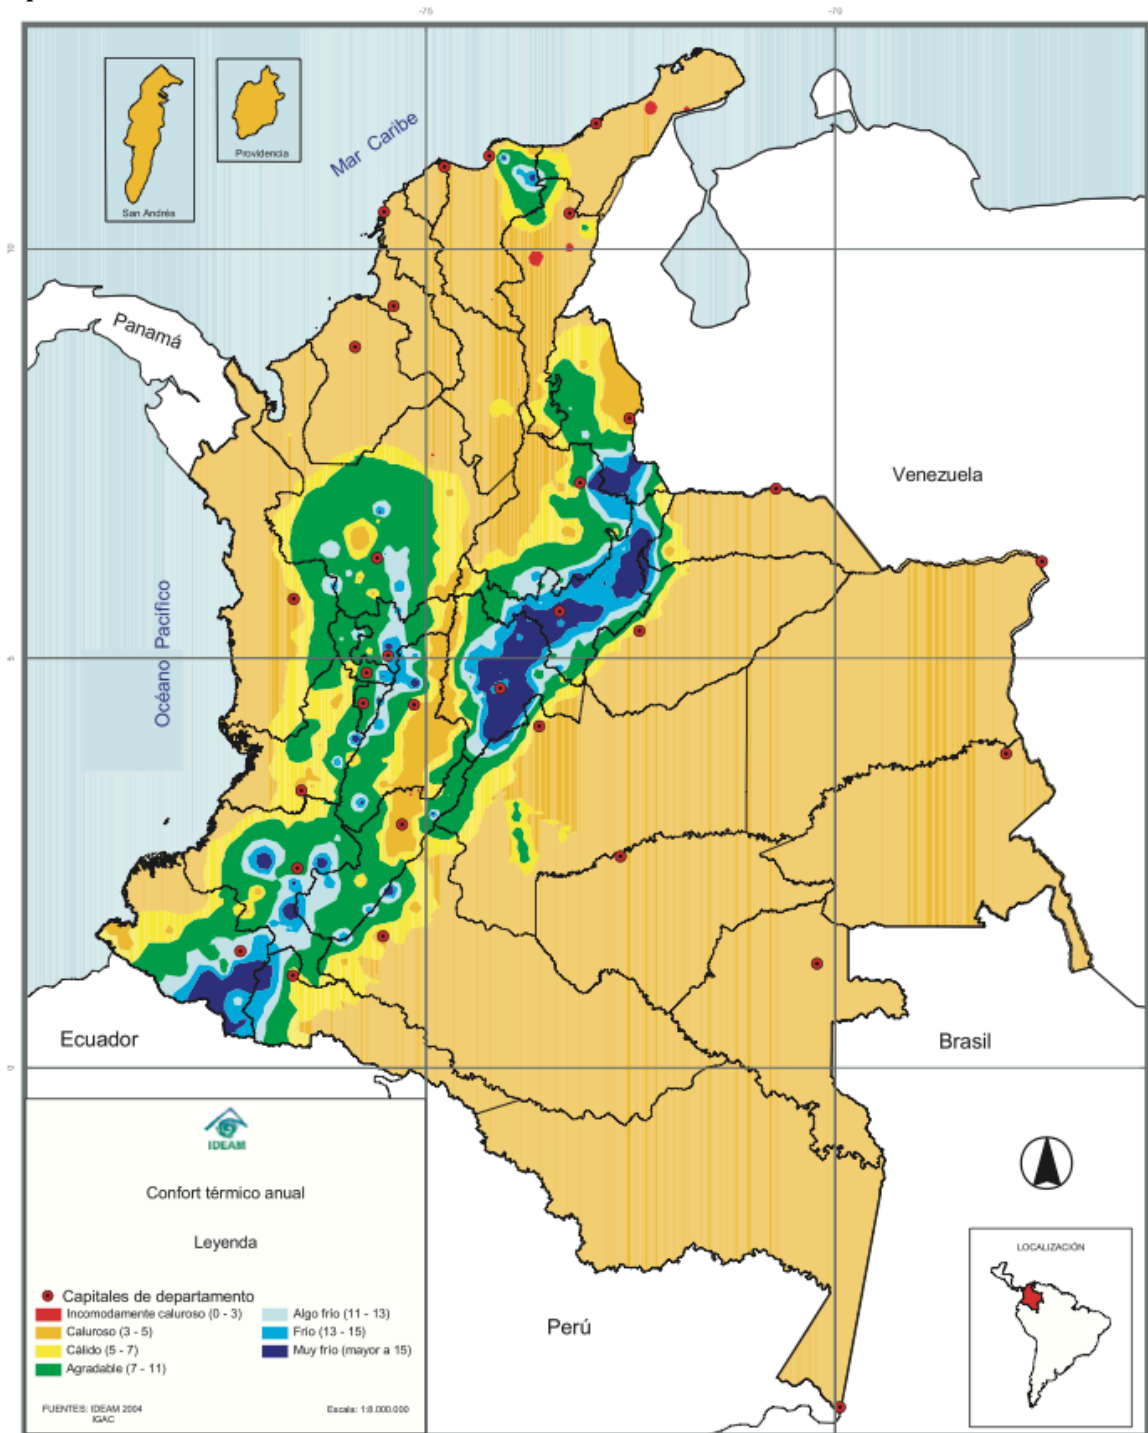 -75
-70
Mar Caribe
Providencia
San Andrés
10
Panamá
Venezuela
Océano Pacifico
5
Ecuador
Brasil
0
IDEAM
Confort térmico anual
Leyenda
Capitales de departamento
Incomodamente caluroso (0 - 3)
Caluroso (3 - 5)
Cálido (5 - 7)
Agradable (7 - 11)
Algo frío (11 - 13)
Frío (13 - 15)
Muy frío (mayor a 15)
FUENTES: IDEAM 2004
IGAC
Escala: 1:8.000.000
Perú
LOCALIZACIÓN